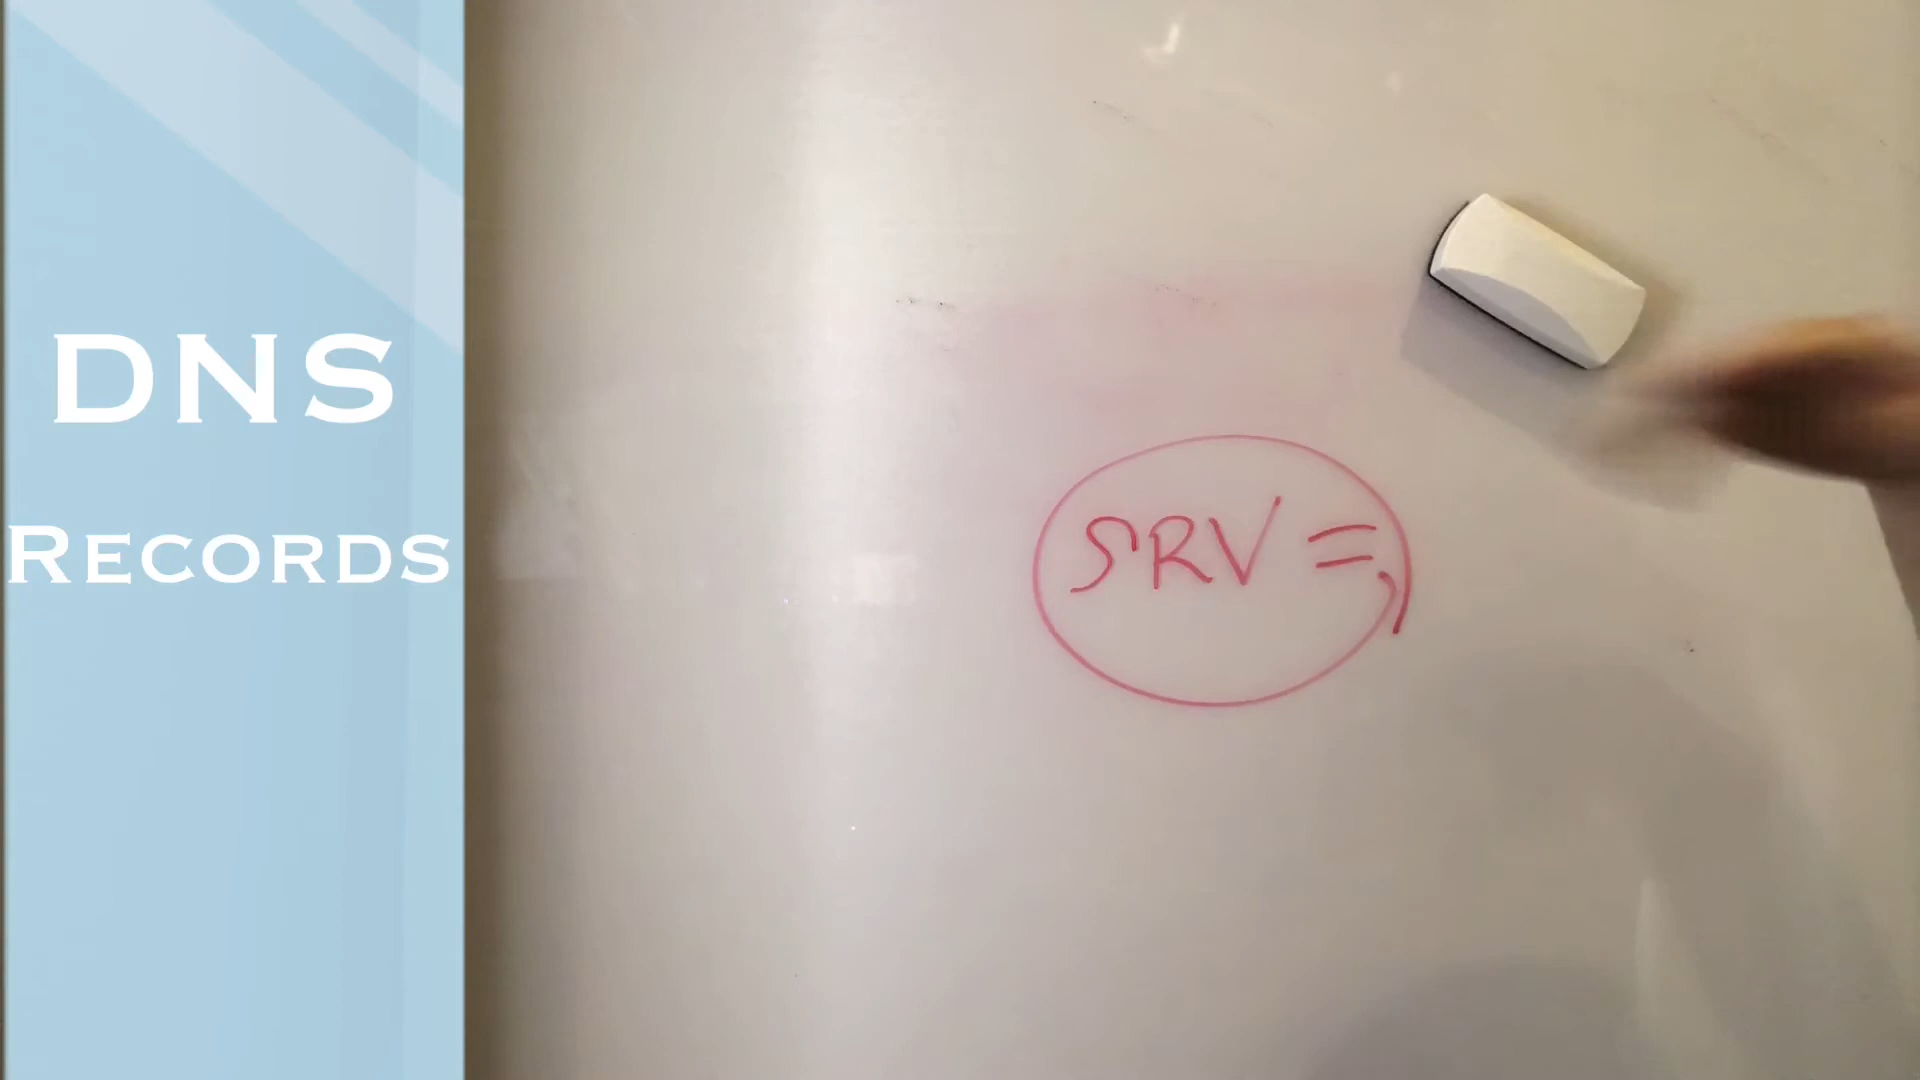 DNS
RECORDS
SRV =